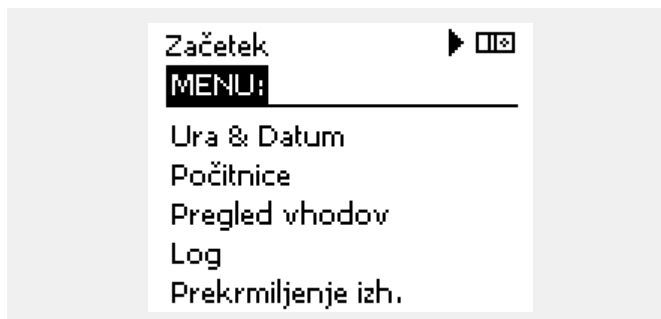 Začetek
MENU:
Ura & Datum
Počitnice
Pregled vhodov
Log
Prekrmiljenje izh.